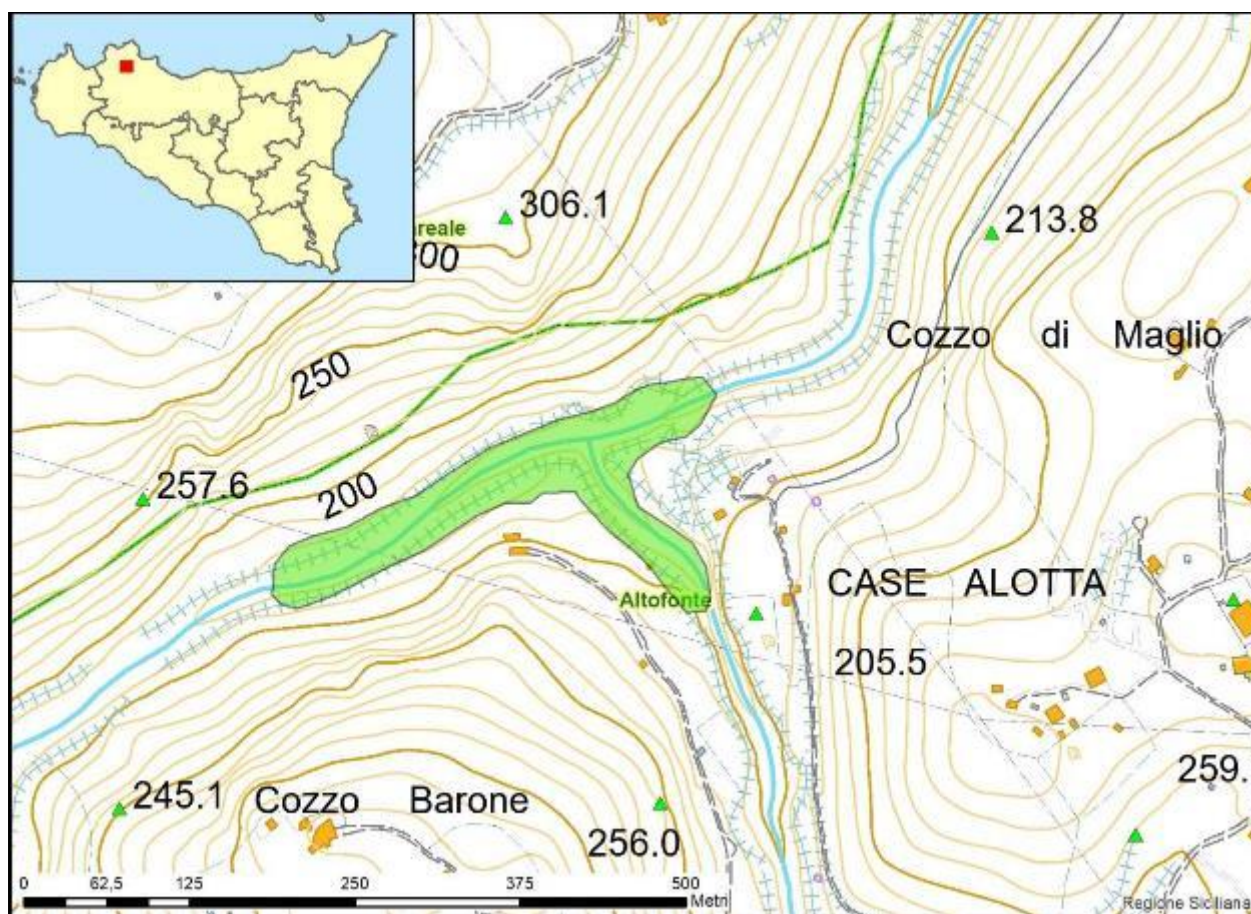 306.1
reale
300
213.8
Cozzo di Maglio
250
257.6
200
CASE ALOTTA
Altofonte
205.5
259.
245.1
Cozzo Barone
256.0
0 62,5 125 250 375 500
Metri
Regione Siciliana